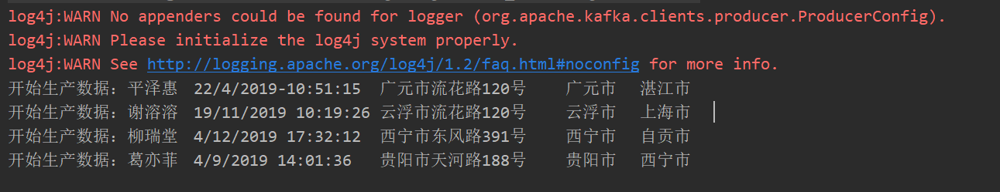 log4j:WARN No appenders could be found for logger (org.apache.kafka.clients.producer.ProducerConfig).
log4j:WARN Please initialize the log4j system properly.
log4j:WARN See http://logging.apache.org/log4j/1.2/faq.html#noconfig for more info.
开始生产数据：平泽惠 22/4/2019-10:51:15 广元市流花路120号 广元市 湛江市
开始生产数据：谢溶溶 19/11/2019 10:19:26 云浮市流花路120号 云浮市 上海市
开始生产数据：柳瑞堂 4/12/2019 17:32:12 西宁市东风路391号 西宁市 自贡市
开始生产数据：葛亦菲 4/9/2019 14:01:36 贵阳市天河路188号 贵阳市 西宁市